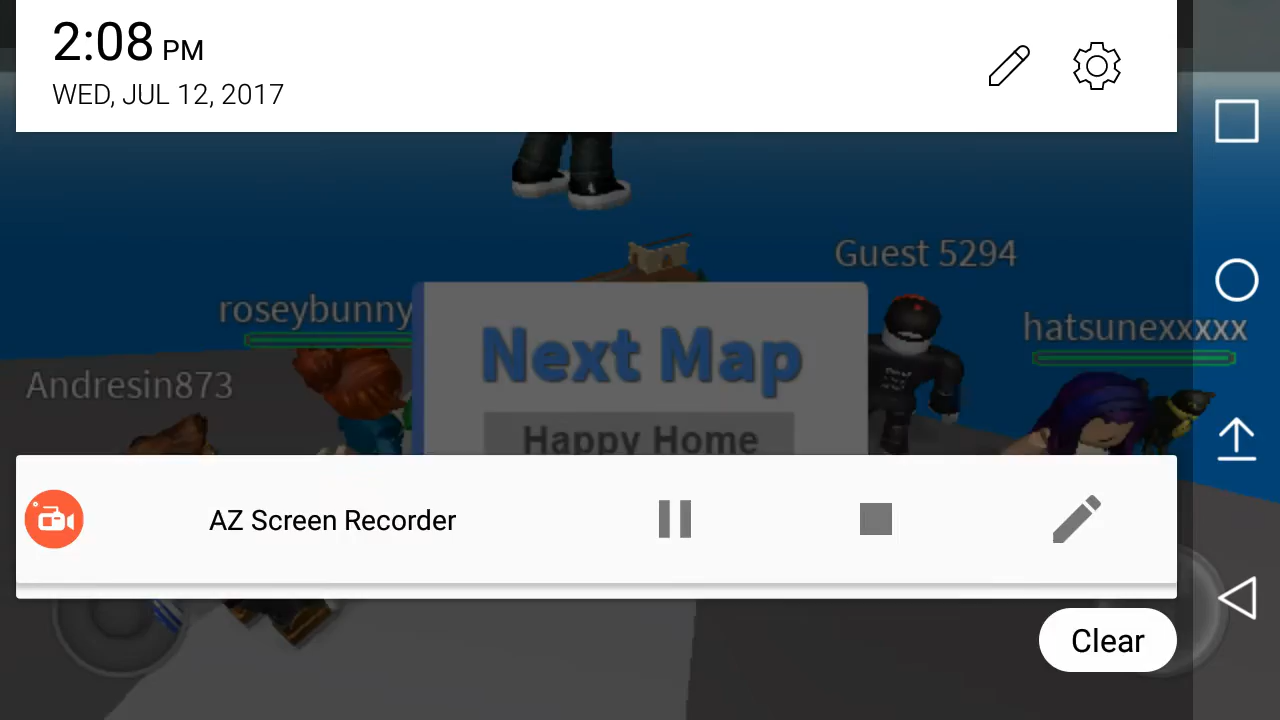 2:08 PM
WED, JUL 12, 2017
Guest 5294
roseybunny
hatsunexxxxx
Next Map
Andresin873
Happy Home
AZ Screen Recorder
Clear